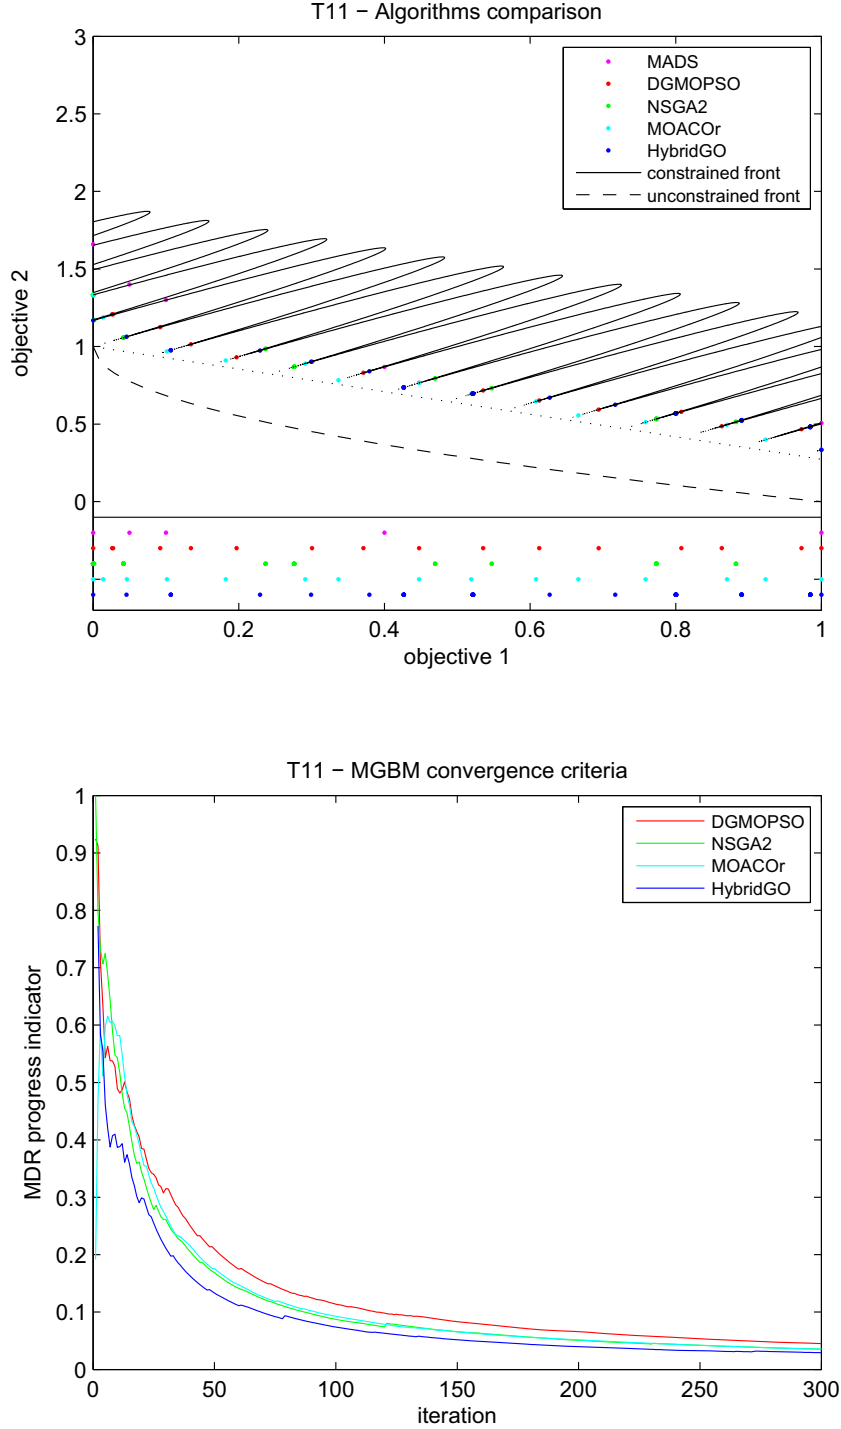 T11 − Algorithms comparison
3
2.5
2
1.5
1
0.5
0
objective 2
MADS
DGMOPSO
NSGA2
MOACOr
HybridGO
constrained front
unconstrained front
0
0.2
0.4
0.6
0.8
1
objective 1
T11 − MGBM convergence criteria
1
0.9
0.8
0.7
0.6
0.5
0.4
0.3
0.2
0.1
0
MDR progress indicator
DGMOPSO
NSGA2
MOACOr
HybridGO
0
50
100
150
200
250
300
iteration